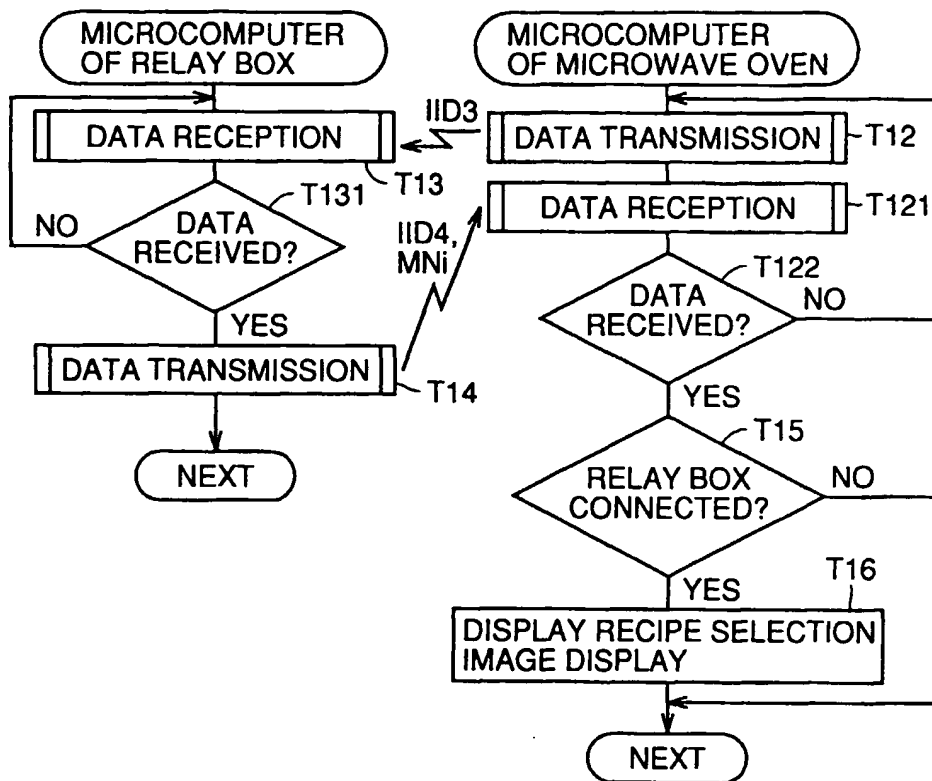 MICROCOMPUTER
OF RELAY BOX
DATA RECEPTION
T13
T131
DATA
RECEIVED?
NO
YES
DATA TRANSMISSION
T14
NEXT
IID3
IID4,
MNi
MICROCOMPUTER
OF MICROWAVE OVEN
DATA TRANSMISSION
T12
DATA RECEPTION
T121
T122
DATA
RECEIVED?
NO
YES
T15
RELAY BOX
CONNECTED?
NO
YES
T16
DISPLAY RECIPE SELECTION
IMAGE DISPLAY
NEXT